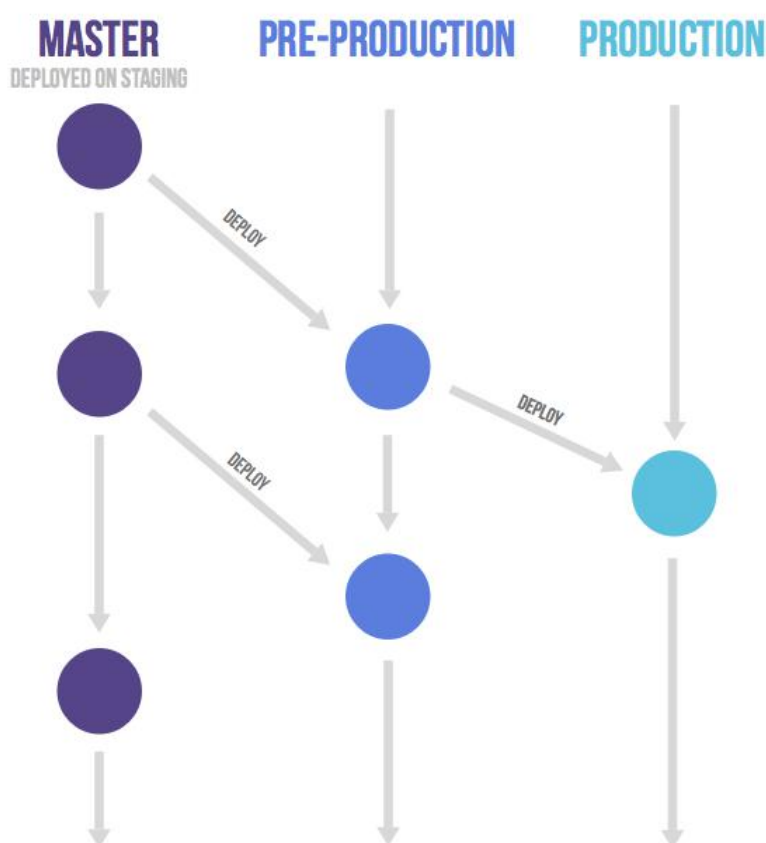 MASTER
DEPLOYED ON STAGING
PRE-PRODUCTION
PRODUCTION
DEPLOY
DEPLOY
DEPLOY